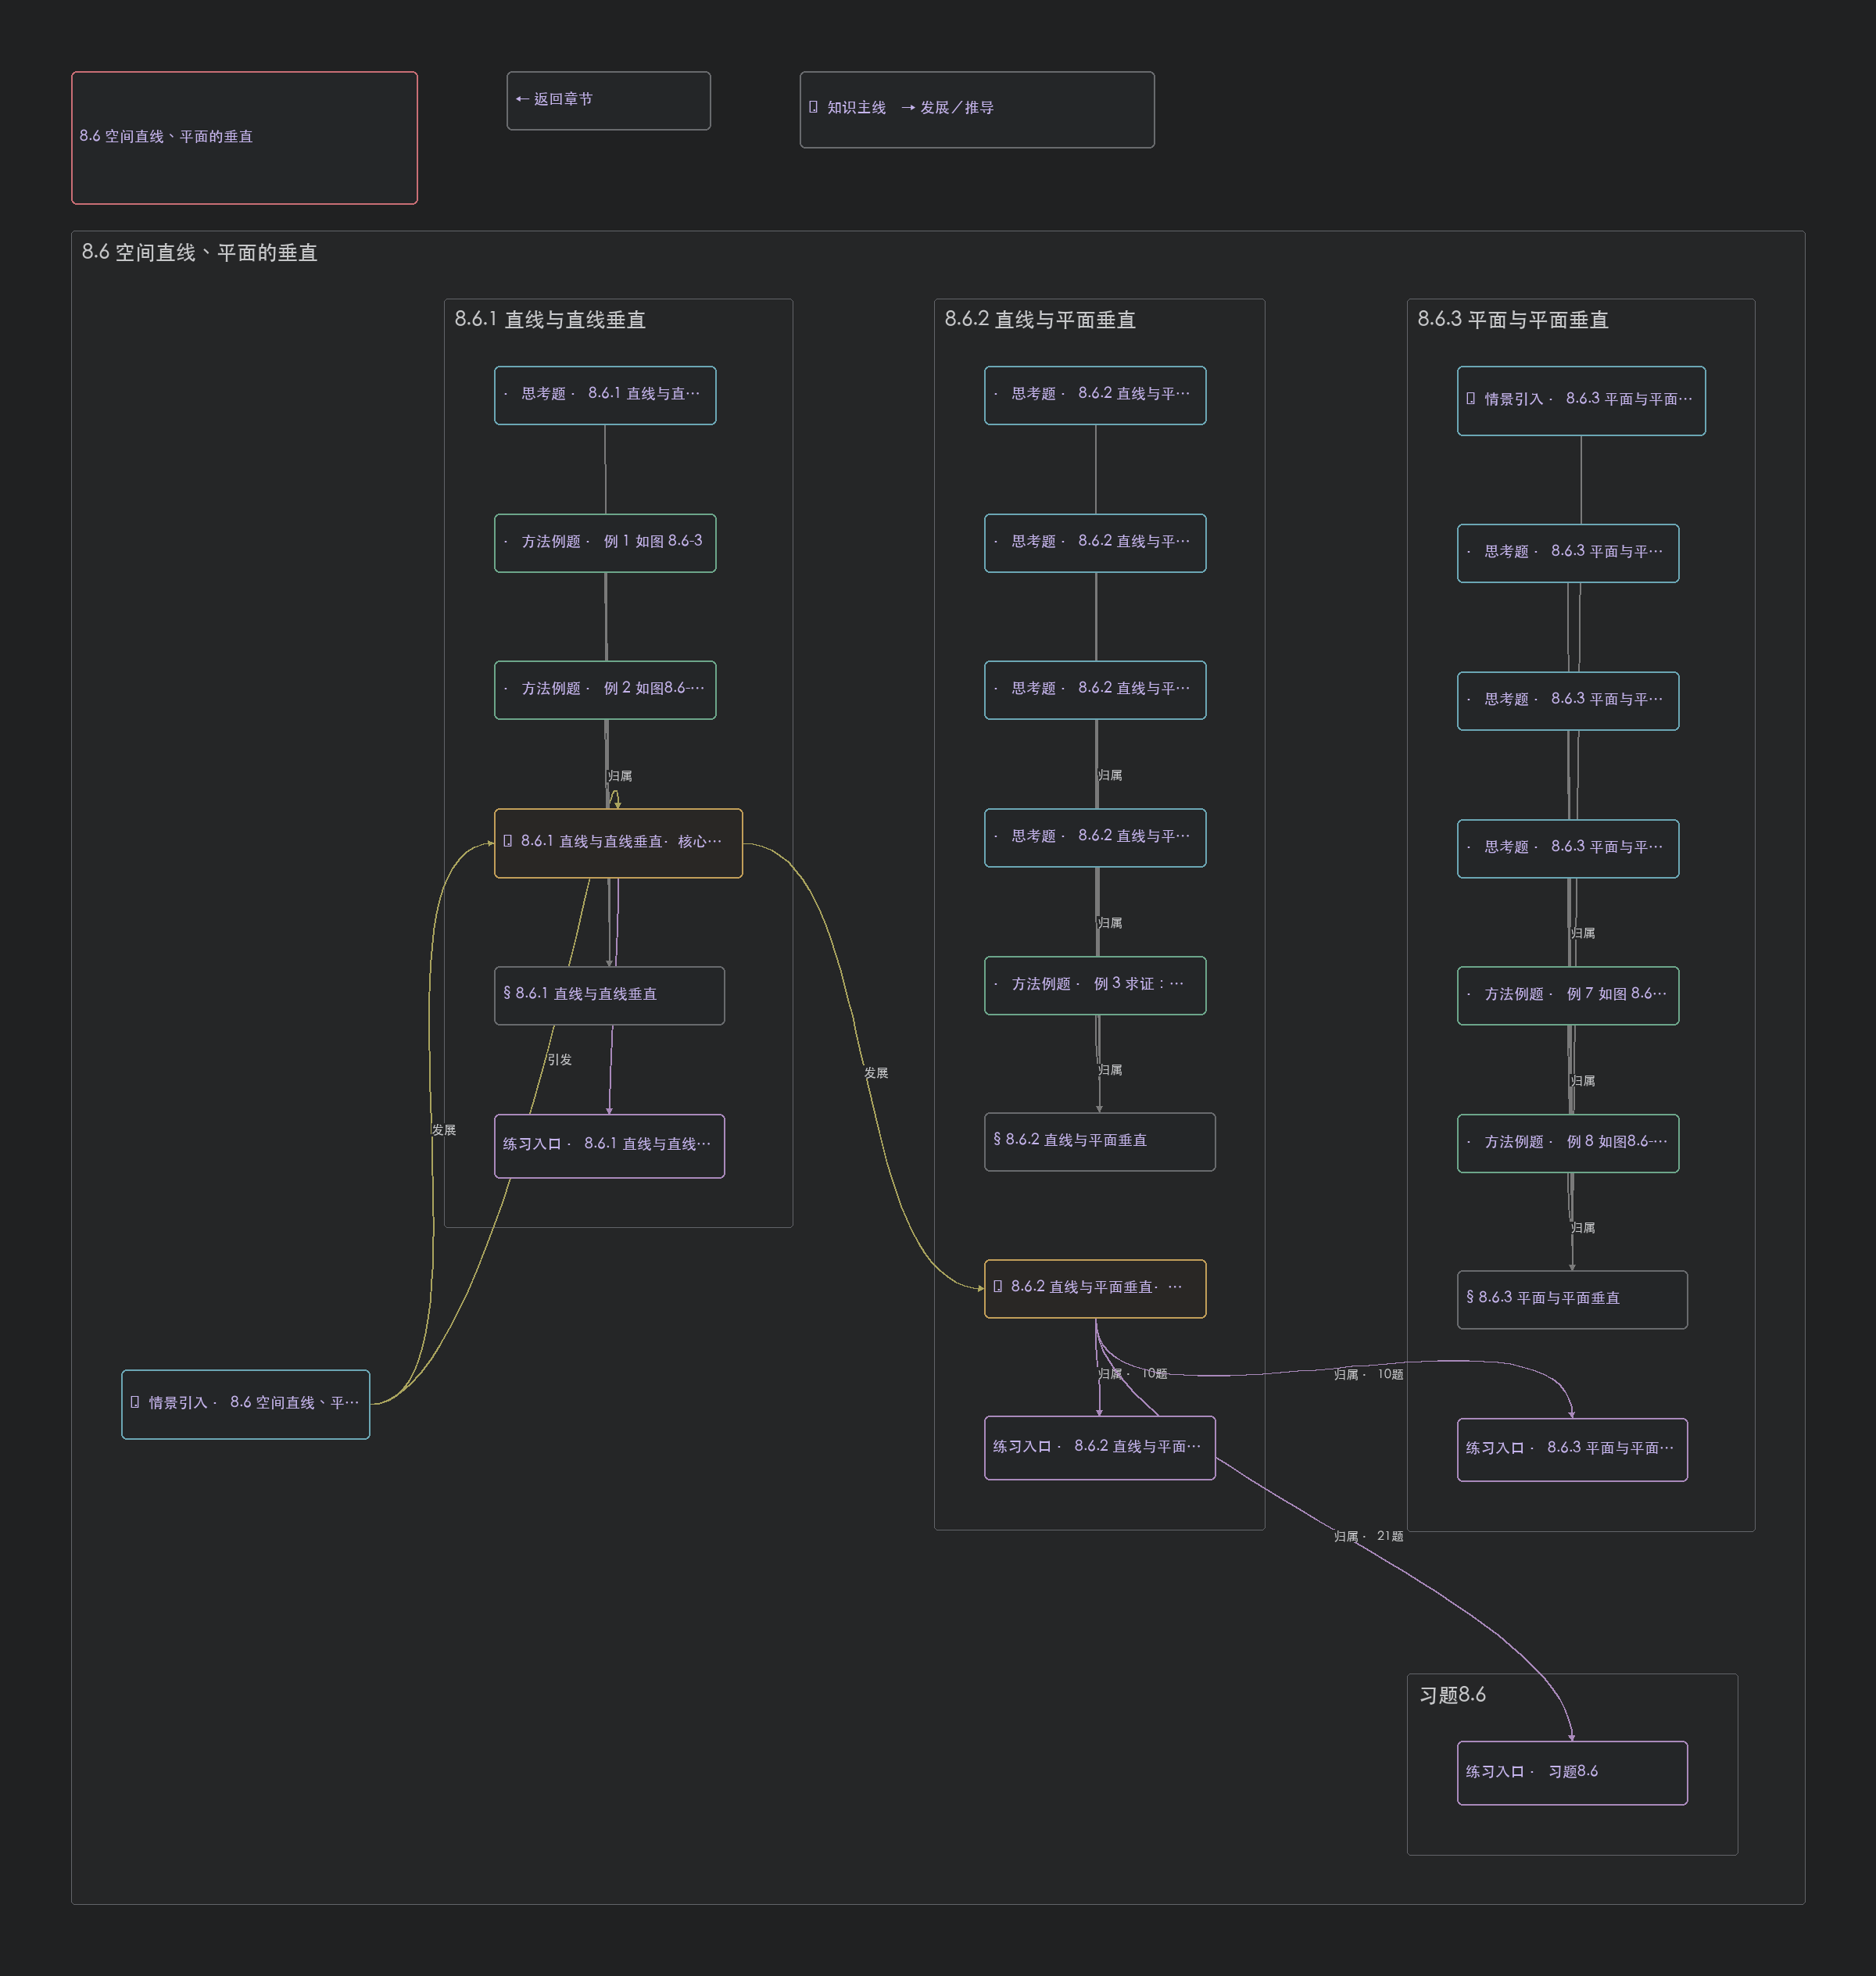 8.6 空间直线、平面的垂直
← 返回章节
知识主线 → 发展／推导
8.6 空间直线、平面的垂直
8.6.1 直线与直线垂直
· 思考题 · 8.6.1 直线与直…
· 方法例题 · 例 1 如图 8.6-3
· 方法例题 · 例 2 如图8.6-…
归属
8.6.1 直线与直线垂直· 核心…
§ 8.6.1 直线与直线垂直
引发
发展
练习入口 · 8.6.1 直线与直线…
情景引入 · 8.6 空间直线、平…
发展
8.6.2 直线与平面垂直
· 思考题 · 8.6.2 直线与平…
· 思考题 · 8.6.2 直线与平…
· 思考题 · 8.6.2 直线与平…
归属
· 思考题 · 8.6.2 直线与平…
归属
· 方法例题 · 例 3 求证：…
归属
§ 8.6.2 直线与平面垂直
8.6.2 直线与平面垂直· …
归属 · 10题
练习入口 · 8.6.2 直线与平面…
归属 · 10题
归属 · 21题
8.6.3 平面与平面垂直
情景引入 · 8.6.3 平面与平面…
· 思考题 · 8.6.3 平面与平…
· 思考题 · 8.6.3 平面与平…
· 思考题 · 8.6.3 平面与平…
归属
· 方法例题 · 例 7 如图 8.6…
归属
· 方法例题 · 例 8 如图8.6-…
归属
§ 8.6.3 平面与平面垂直
练习入口 · 8.6.3 平面与平面…
习题8.6
练习入口 · 习题8.6